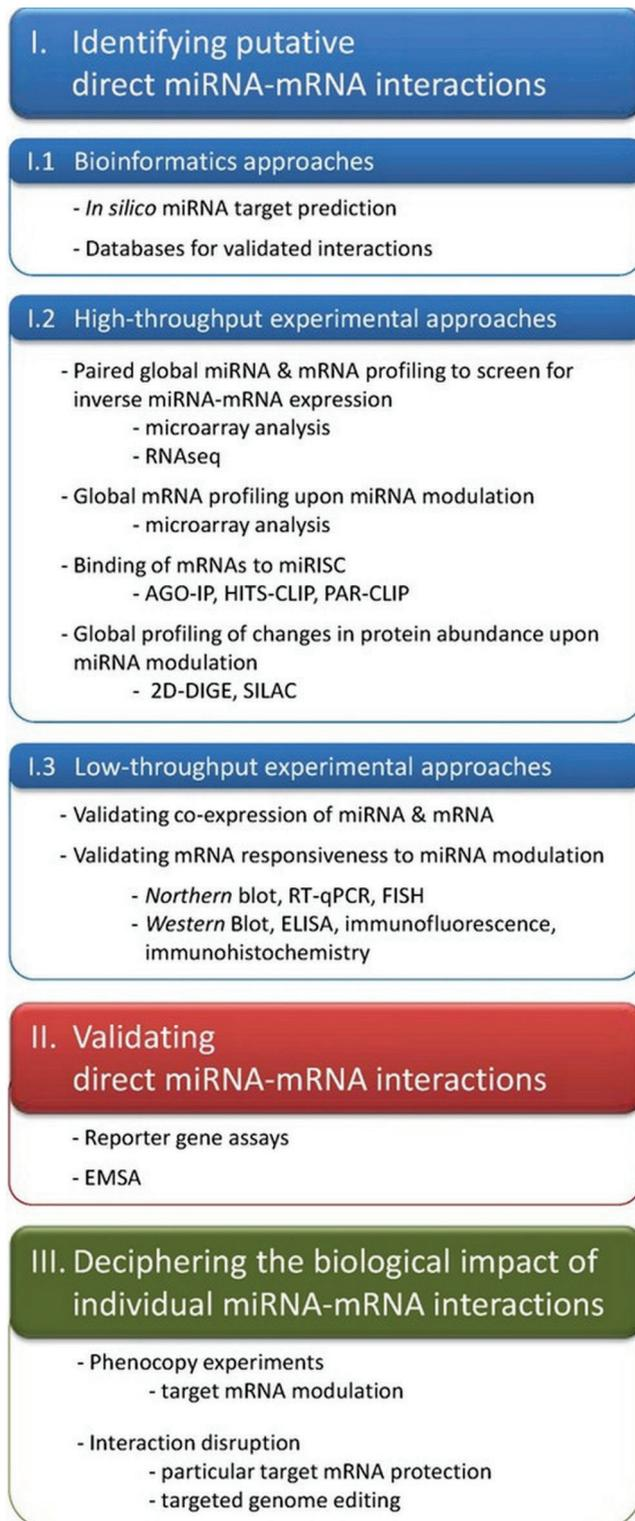 I. Identifying putative
direct miRNA-mRNA interactions
I.1 Bioinformatics approaches
- In silico miRNA target prediction
- Databases for validated interactions
I.2 High-throughput experimental approaches
- Paired global miRNA & mRNA profiling to screen for
inverse miRNA-mRNA expression
- microarray analysis
- RNAseq
- Global mRNA profiling upon miRNA modulation
- microarray analysis
- Binding of mRNAs to miRISC
- AGO-IP, HITS-CLIP, PAR-CLIP
- Global profiling of changes in protein abundance upon
miRNA modulation
- 2D-DIGE, SILAC
I.3 Low-throughput experimental approaches
- Validating co-expression of miRNA & mRNA
- Validating mRNA responsiveness to miRNA modulation
- Northern blot, RT-qPCR, FISH
- Western Blot, ELISA, immunofluorescence,
immunohistochemistry
II. Validating
direct miRNA-mRNA interactions
- Reporter gene assays
- EMSA
III. Deciphering the biological impact of
individual miRNA-mRNA interactions
- Phenocopy experiments
- target mRNA modulation
- Interaction disruption
- particular target mRNA protection
- targeted genome editing